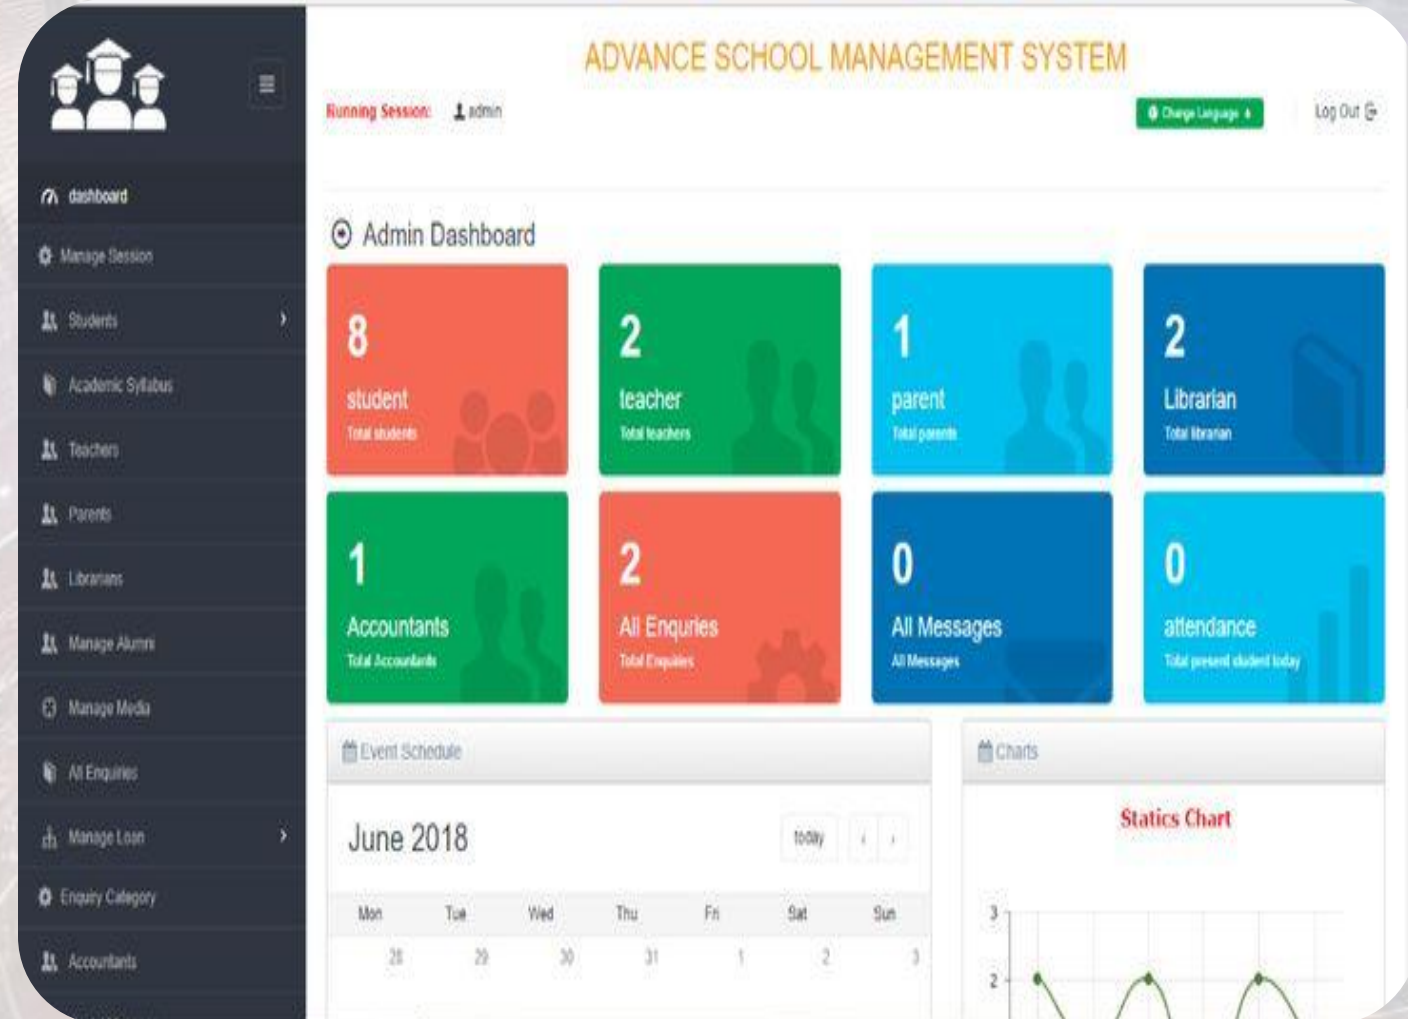 ADVANCE SCHOOL MANAGEMENT SYSTEM
Running Session: admin
Change Language
Log Out
dashboard
Manage Session
Students
Academic Syllabus
Teachers
Parents
Librarians
Manage Alumni
Manage Media
All Enquiries
Manage Loan
Enquiry Category
Accountants
Admin Dashboard
8
student
Total students
2
teacher
Total teachers
1
parent
Total parents
2
Librarian
Total librarian
1
Accountants
Total Accountants
2
All Enquries
Total Enquiries
0
All Messages
All Messages
0
attendance
Total present student today
Event Schedule
June 2018
today
Mon Tue Wed Thu Fri Sat Sun
28 29 30 31 1 2 3
Charts
Statics Chart
3
2